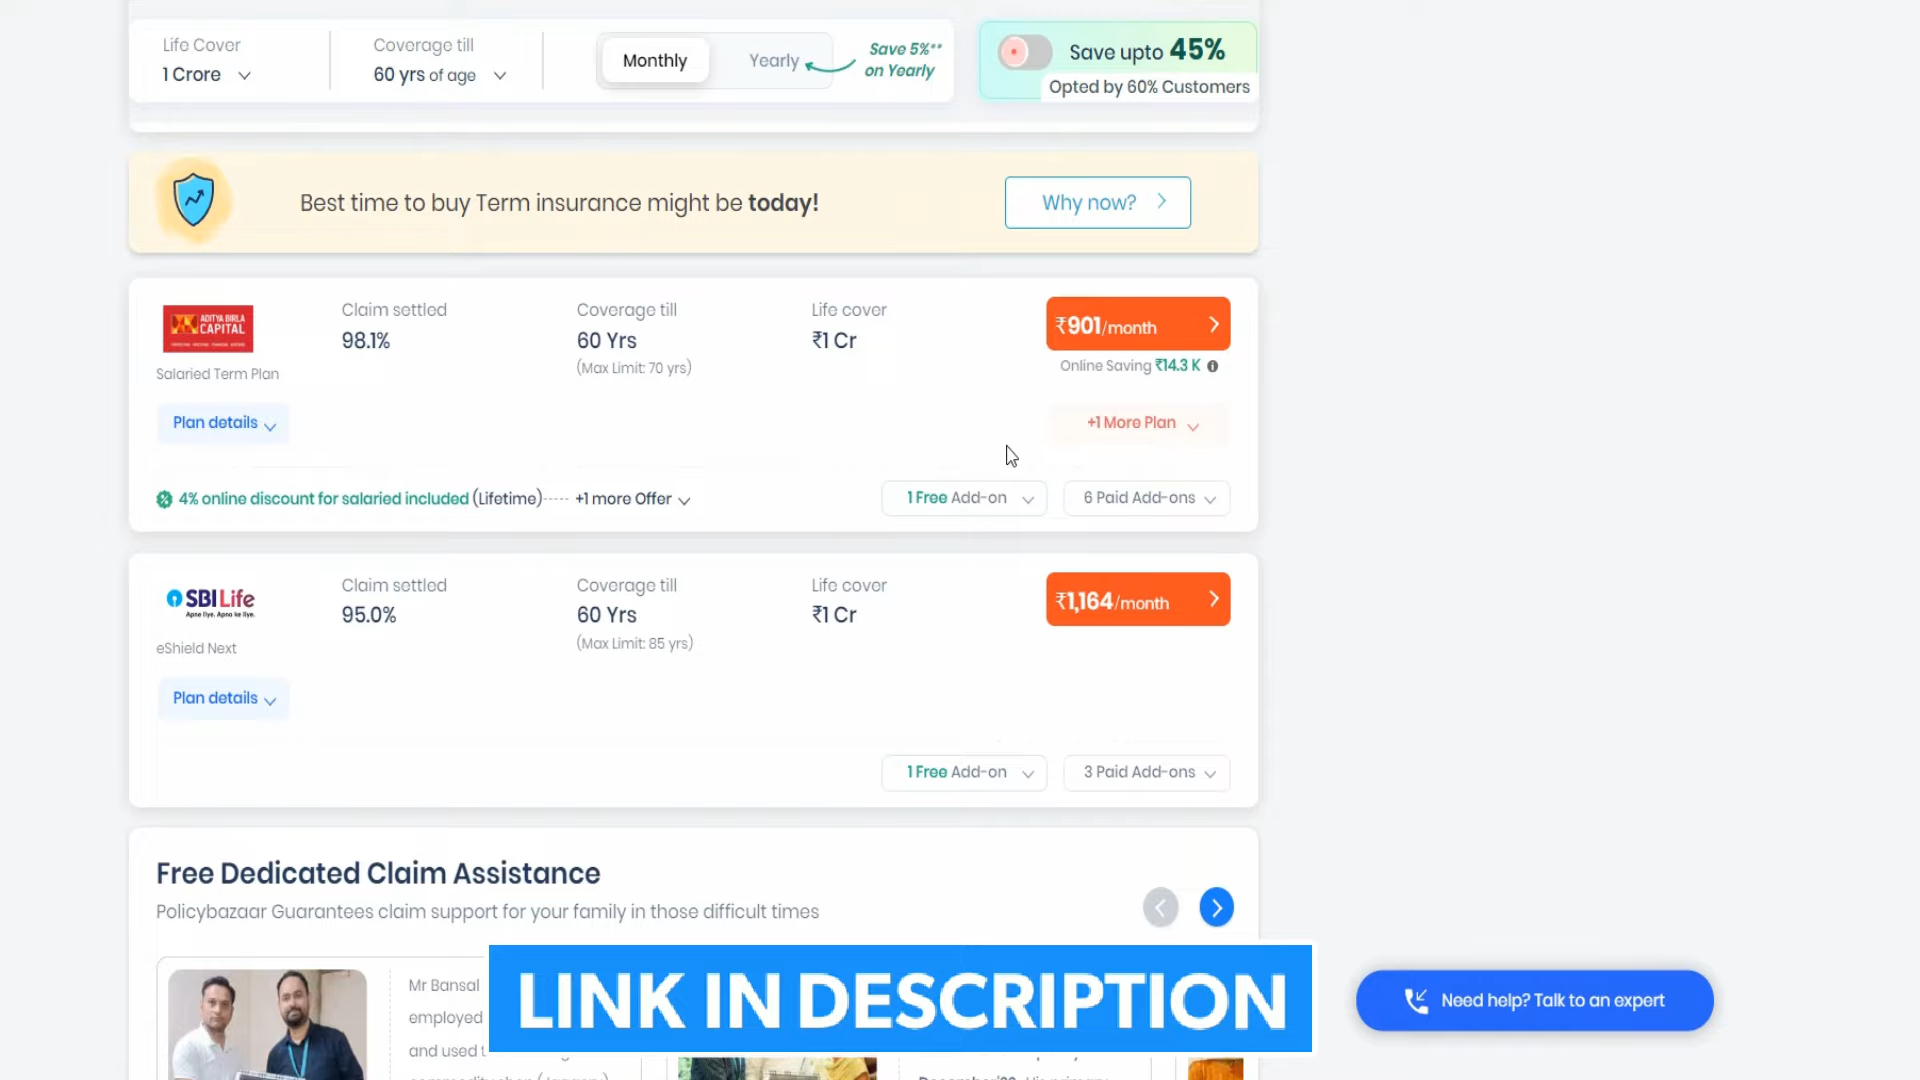 Life Cover
1 Crore
Coverage till
60 yrs of age
Monthly
Yearly
Save 5%**
on Yearly
Save upto 45%
Opted by 60% Customers
Best time to buy Term insurance might be today!
Why now?
ADITYA BIRLA
CAPITAL
Salaried Term Plan
Claim settled
98.1%
Coverage till
60 Yrs
(Max Limit: 70 yrs)
Life cover
₹1 Cr
₹901/month
Online Saving ₹14.3 K
Plan details
+1 More Plan
4% online discount for salaried included (Lifetime)----- +1 more Offer
1 Free Add-on
6 Paid Add-ons
SBI Life
Apne liye. Apno ke liye.
eShield Next
Claim settled
95.0%
Coverage till
60 Yrs
(Max Limit: 85 yrs)
Life cover
₹1 Cr
₹1,164/month
Plan details
1 Free Add-on
3 Paid Add-ons
Free Dedicated Claim Assistance
Policybazaar Guarantees claim support for your family in those difficult times
Mr Bansal
employed
and used
LINK IN DESCRIPTION
Need help? Talk to an expert